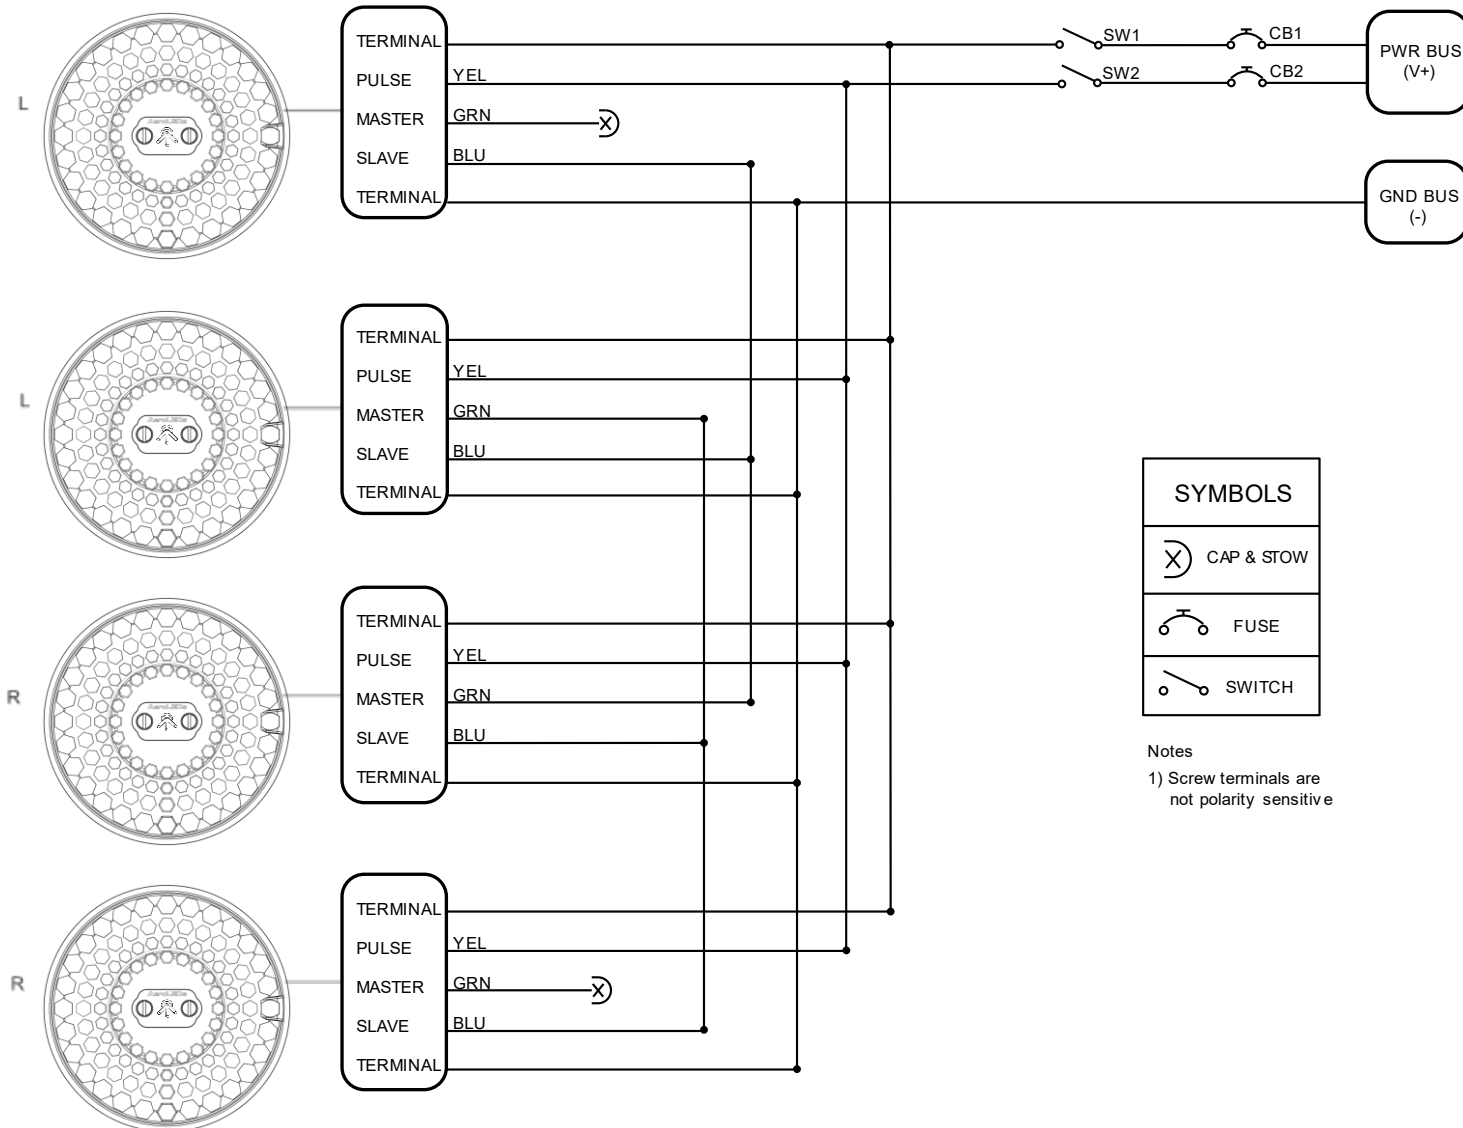 L
TERMINAL
PULSE
MASTER
SLAVE
TERMINAL
YEL
GRN
BLU
SW1
CB1
SW2
CB2
PWR BUS
(V+)
GND BUS
(-)
L
TERMINAL
PULSE
MASTER
SLAVE
TERMINAL
YEL
GRN
BLU
R
TERMINAL
PULSE
MASTER
SLAVE
TERMINAL
YEL
GRN
BLU
R
TERMINAL
PULSE
MASTER
SLAVE
TERMINAL
YEL
GRN
BLU
SYMBOLS
CAP & STOW
FUSE
SWITCH
Notes
1) Screw terminals are
not polarity sensitive